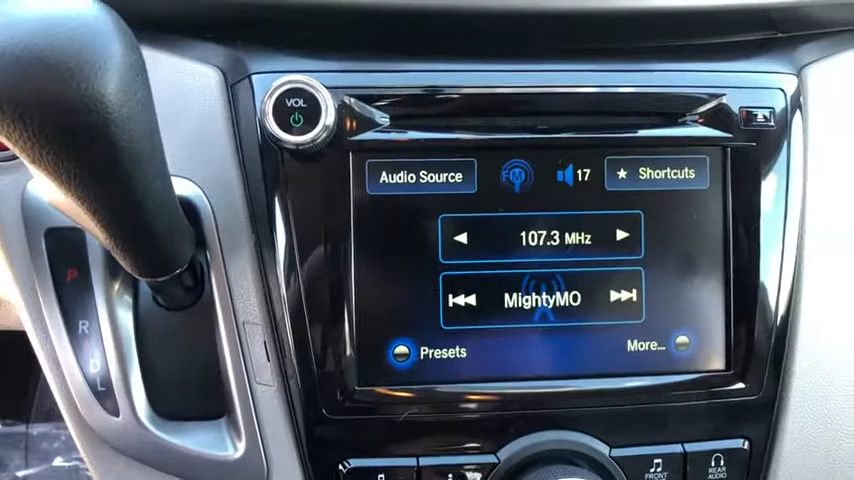 VOL
Audio Source
FM
17
★ Shortcuts
107.3 MHz
MightyMO
Presets
More...
P
R
D
L
FRONT
REAR
AUDIO